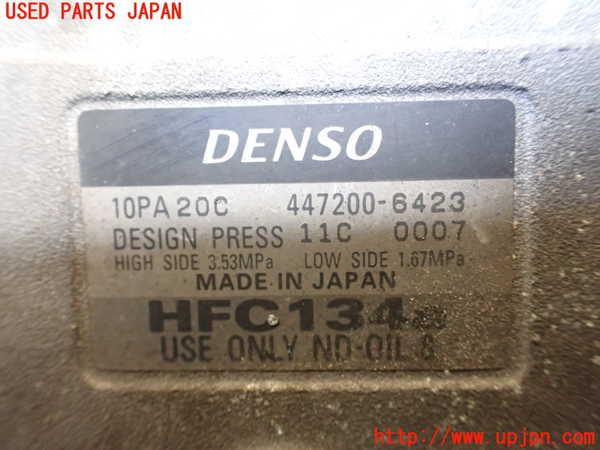 USED PARTS JAPAN
DENSO
10PA20C 447200-6423
DESIGN PRESS 11C 0007
HIGH SIDE 3.53MPa LOW SIDE 1.67MPa
MADE IN JAPAN
HFC134a
USE ONLY ND-OIL 8
http://www.upjpn.com/